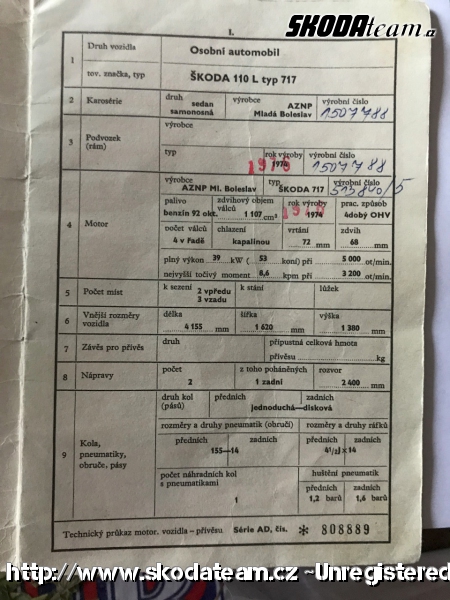 ŠKODAteam.cz
I.
1 Druh vozidla Osobní automobil
tov. značka, typ ŠKODA 110 L typ 717
2 Karosérie druh sedan samonosná výrobce AZNP Mladá Boleslav výrobní číslo 1507788
3 Podvozek (rám) výrobce
typ rok výroby 1974 výrobní číslo 1507788
4 Motor výrobce AZNP Ml. Boleslav typ ŠKODA 717 výrobní číslo
palivo benzin 92 okt. zdvihový objem válců 1 107 cm³ rok výroby 1974 prac. způsob 4dobý OHV
počet válců 4 v řadě chlazení kapalinou vrtání 72 mm zdvih 68 mm
plný výkon 39 kW ( 53 koní) při 5 000 ot/min.
nejvyšší točivý moment 8,6 kpm při 3 200 ot/min.
5 Počet míst k sezení 2 vpředu 3 vzadu k stání lůžek
6 Vnější rozměry vozidla délka 4 155 mm šířka 1 620 mm výška 1 380 mm
7 Závěs pro přívěs druh přípustná celková hmota přívěsu kg
8 Nápravy počet 2 z toho poháněných 1 zadní rozvor 2 400 mm
9 Kola, pneumatiky, obruče, pásy druh kol (pásů) předních zadních
jednoduchá—disková
rozměry a druhy pneumatik (obručí) rozměry a druhy ráfků
předních zadních předních zadních
155—14 4½J×14
počet náhradních kol s pneumatikami 1 huštění pneumatik
předních zadních
1,2 barů 1,6 barů
Technický průkaz motor. vozidla – přívěsu Série AD, čís. * 808889
http://www.skodateam.cz ~Unregistered